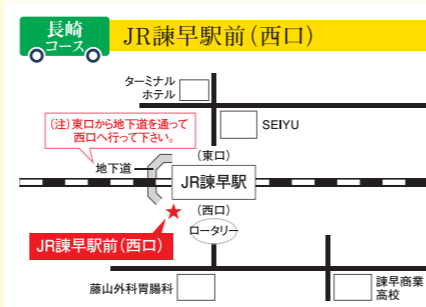 長崎
コース
JR諫早駅前(西口)
ターミナル
ホテル
(注)東口から地下道を通って
西口へ行って下さい。
SEIYU
地下道
(東口)
JR諫早駅
(西口)
ロータリー
JR諫早駅前(西口)
藤山外科胃腸科
諫早商業
高校